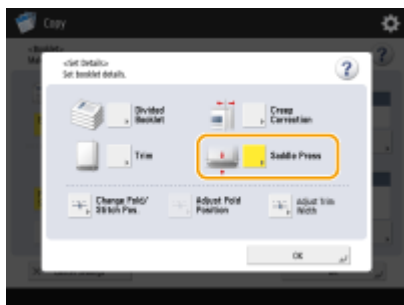 Copy
<Booklet>
<Set Details>
Set booklet details.
Divided
Booklet
Creep
Correction
Trim
Saddle Press
Change Fold/
Stitch Pos.
Adjust Fold
Position
Adjust Trim
Width
OK